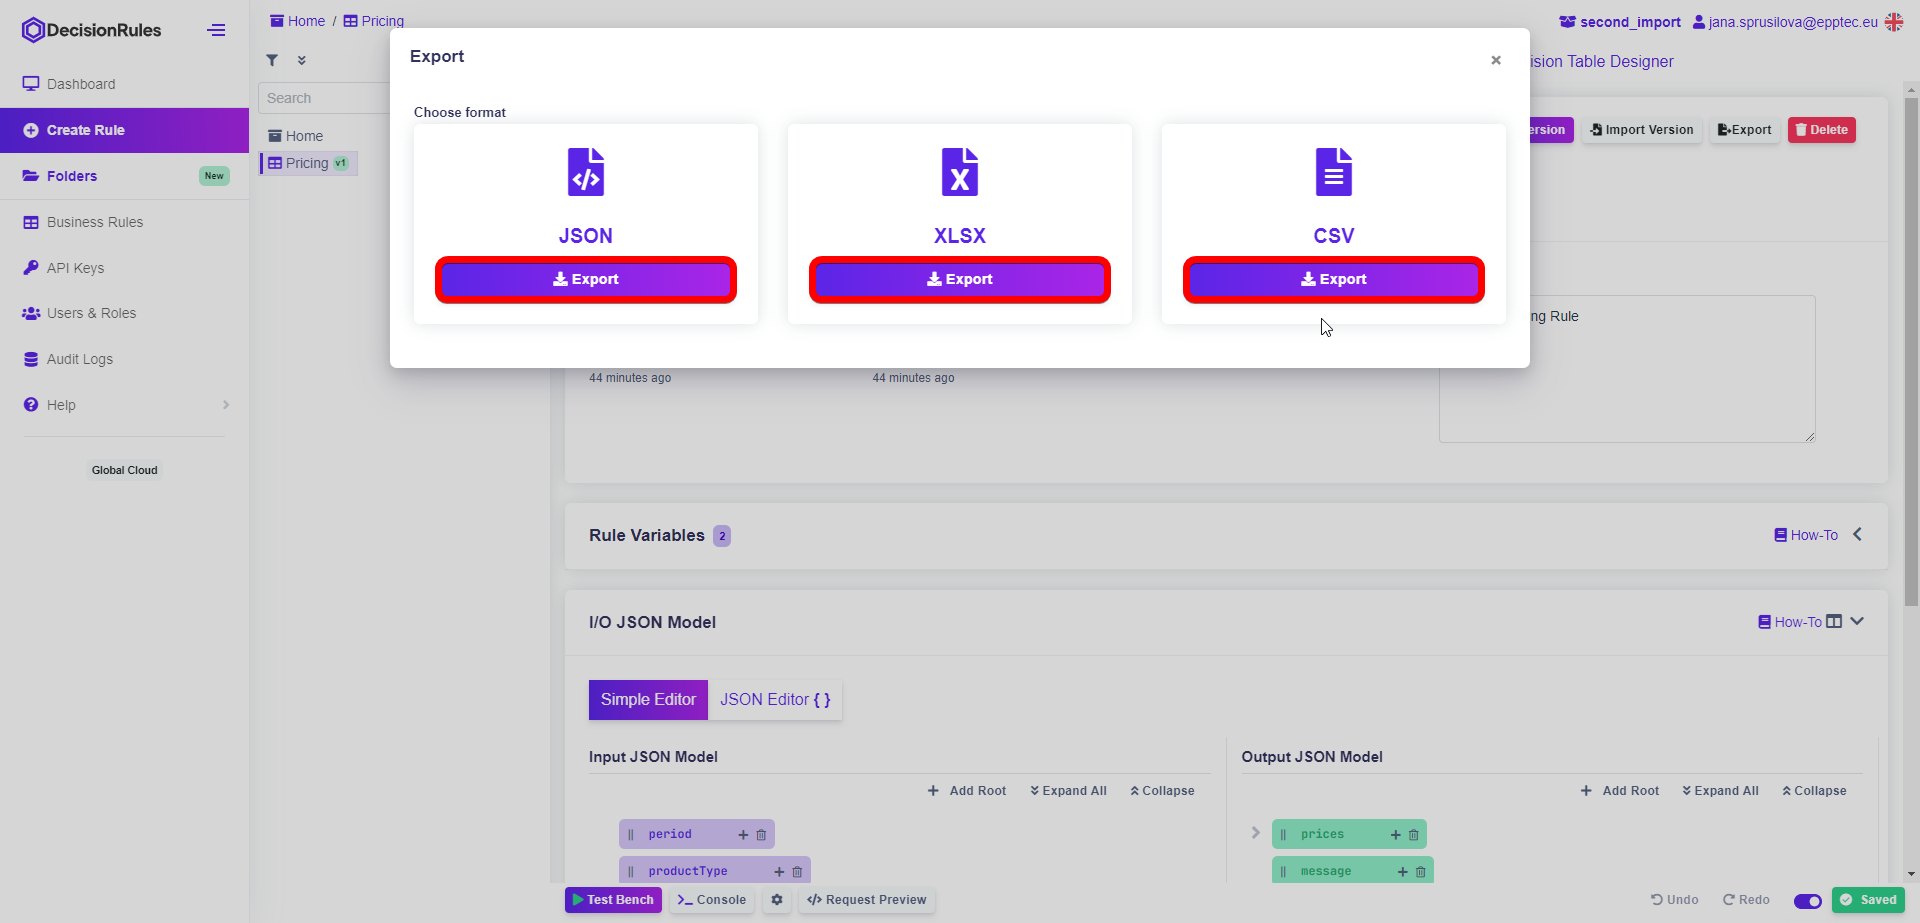 DecisionRules
Home / Pricing
second_import
jana.sprusilova@epptec.eu
Export
×
ision Table Designer
Dashboard
Search
Choose format
Create Rule
Home
ersion
Import Version
Export
Delete
Pricing v1
Folders
New
Business Rules
JSON
XLSX
CSV
API Keys
Export
Export
Export
Users & Roles
ng Rule
Audit Logs
44 minutes ago
44 minutes ago
Help
Global Cloud
Rule Variables 2
How-To
I/O JSON Model
How-To
Simple Editor
JSON Editor { }
Input JSON Model
Output JSON Model
+ Add Root
Expand All
Collapse
+ Add Root
Expand All
Collapse
period
prices
productType
message
Test Bench
Console
Request Preview
Undo
Redo
Saved